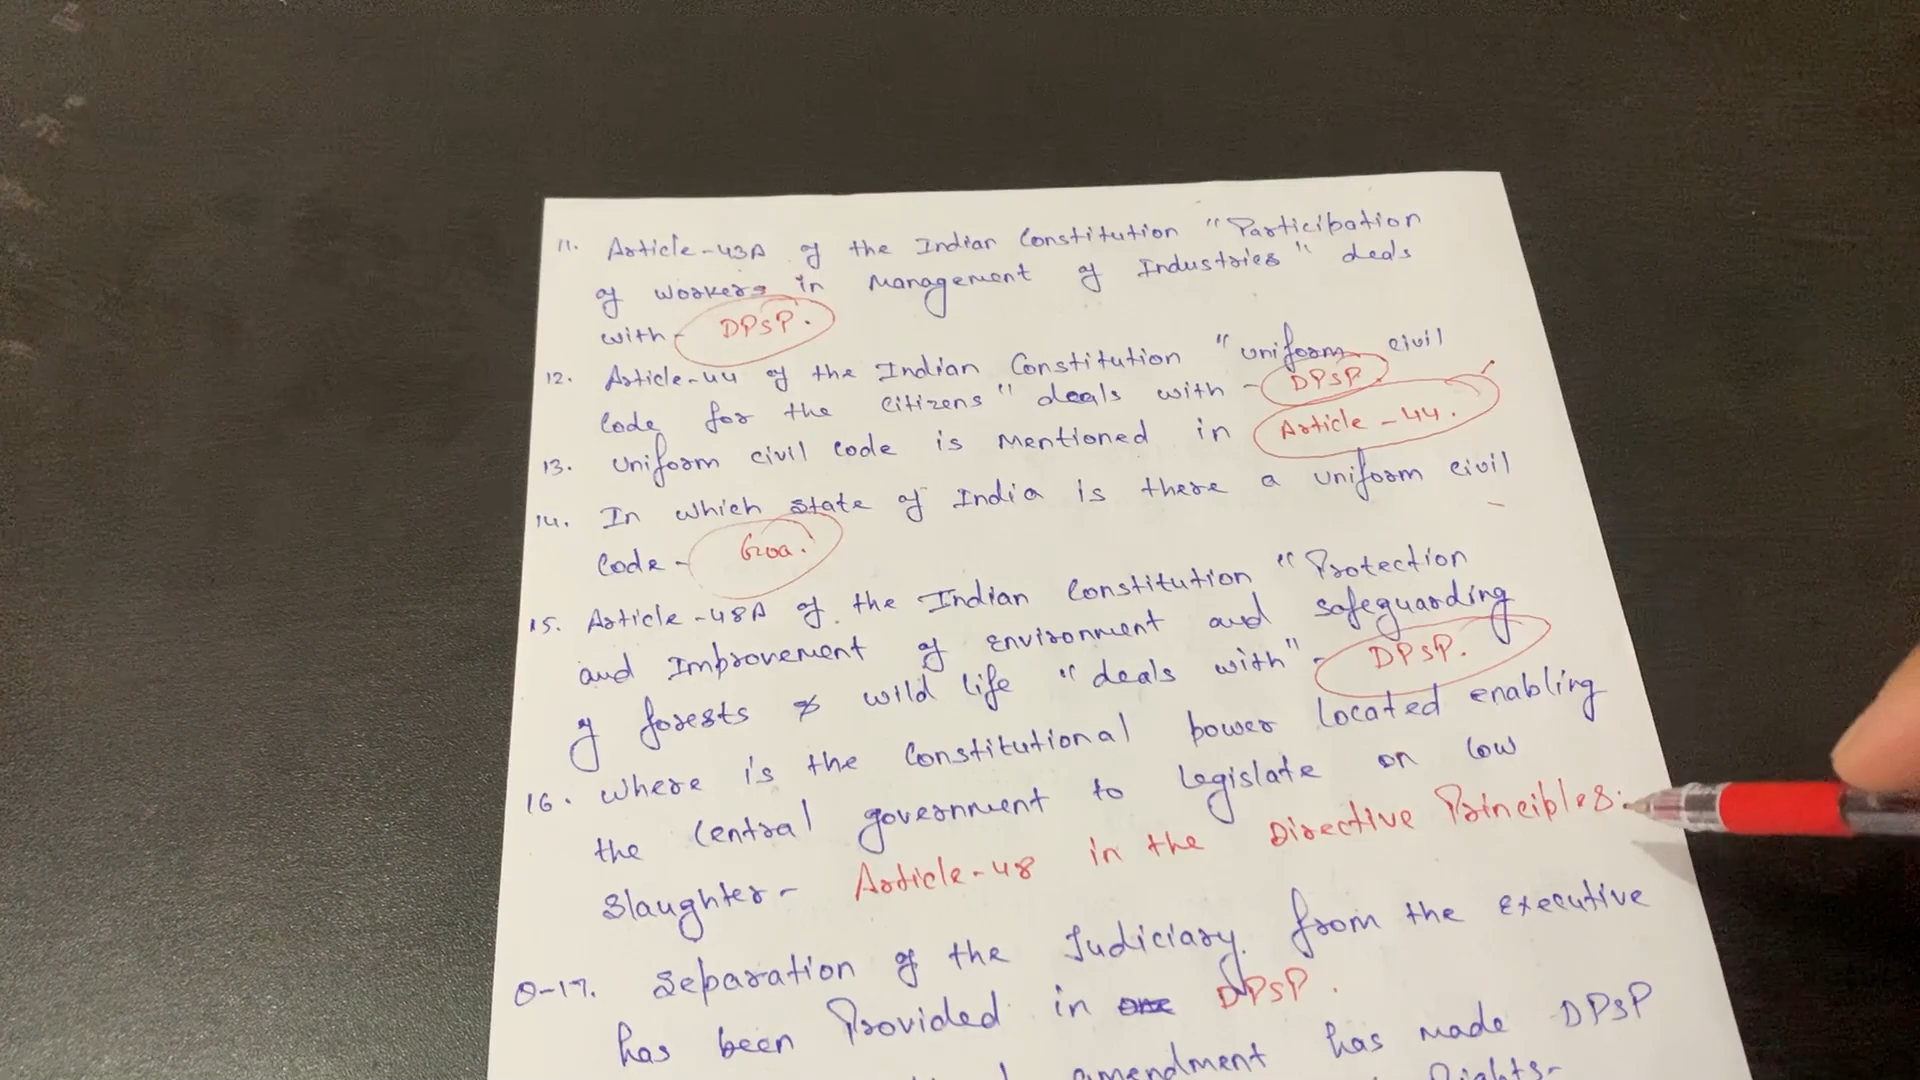 11. Article-43A of the Indian Constitution "Participation
of workers in Management of Industries" deals
with- DPSP.
12. Article-44 of the Indian Constitution "uniform civil
Code for the Citizens" deals with - DPSP
13. Uniform civil Code is Mentioned in Article-44.
14. In which state of India is there a uniform civil
Code- Goa.
15. Article-48A of the Indian Constitution "Protection
and Improvement of Environment and safeguarding
of forests & wild life "deals with"- DPSP.
16. Where is the Constitutional power located enabling
the Central government to Legislate on Cow
Slaughter- Article-48 in the Directive Principles.
Q-17. Separation of the Judiciary from the executive
has been Provided in DPSP.
amendment has made DPSP
Rights-